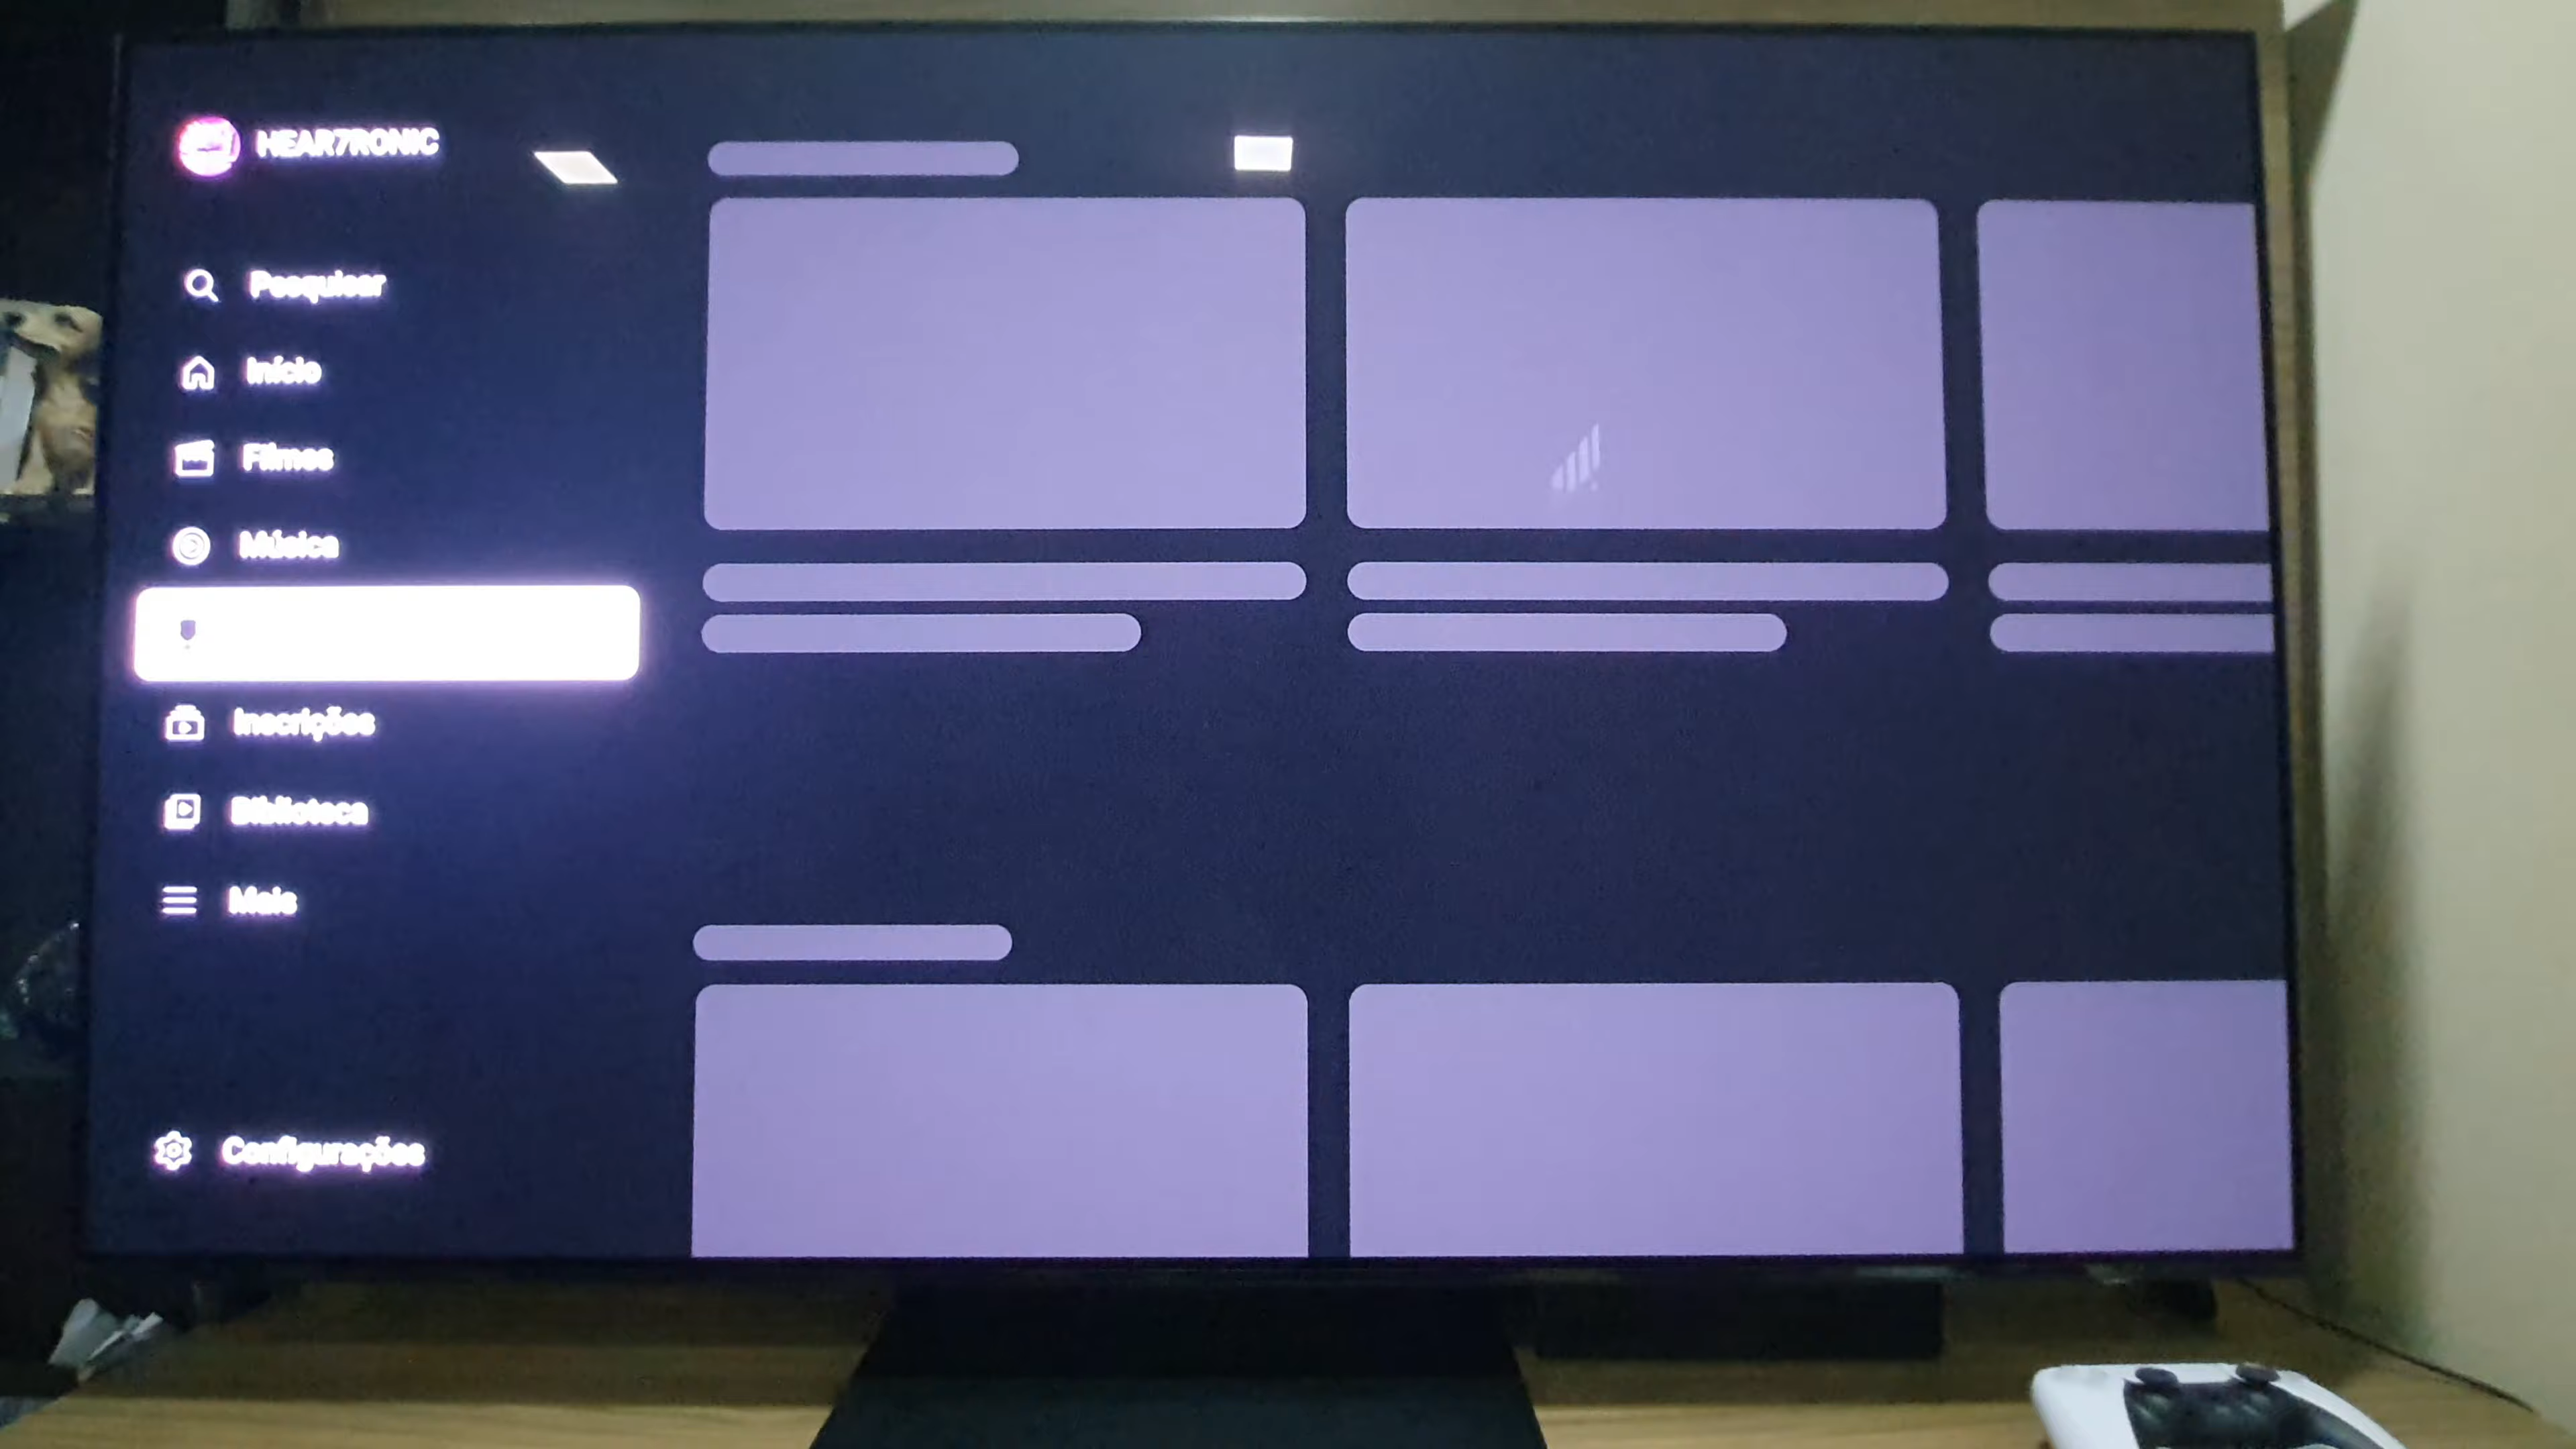 HEAR7RONIC
Pesquisar
Início
Filmes
Música
Inscrições
Biblioteca
Mais
Configurações